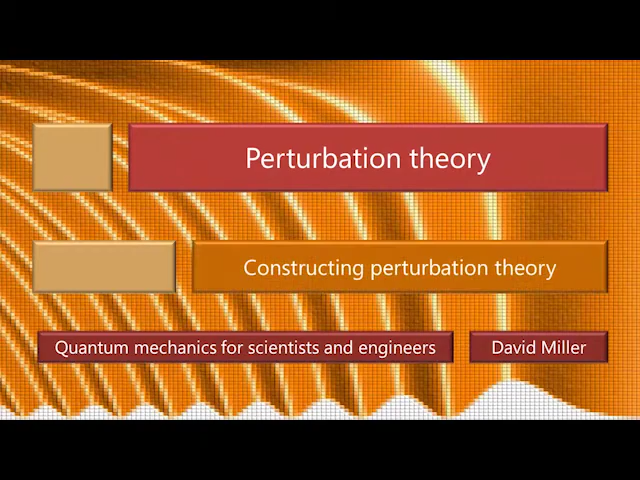 Perturbation theory
Constructing perturbation theory
Quantum mechanics for scientists and engineers
David Miller